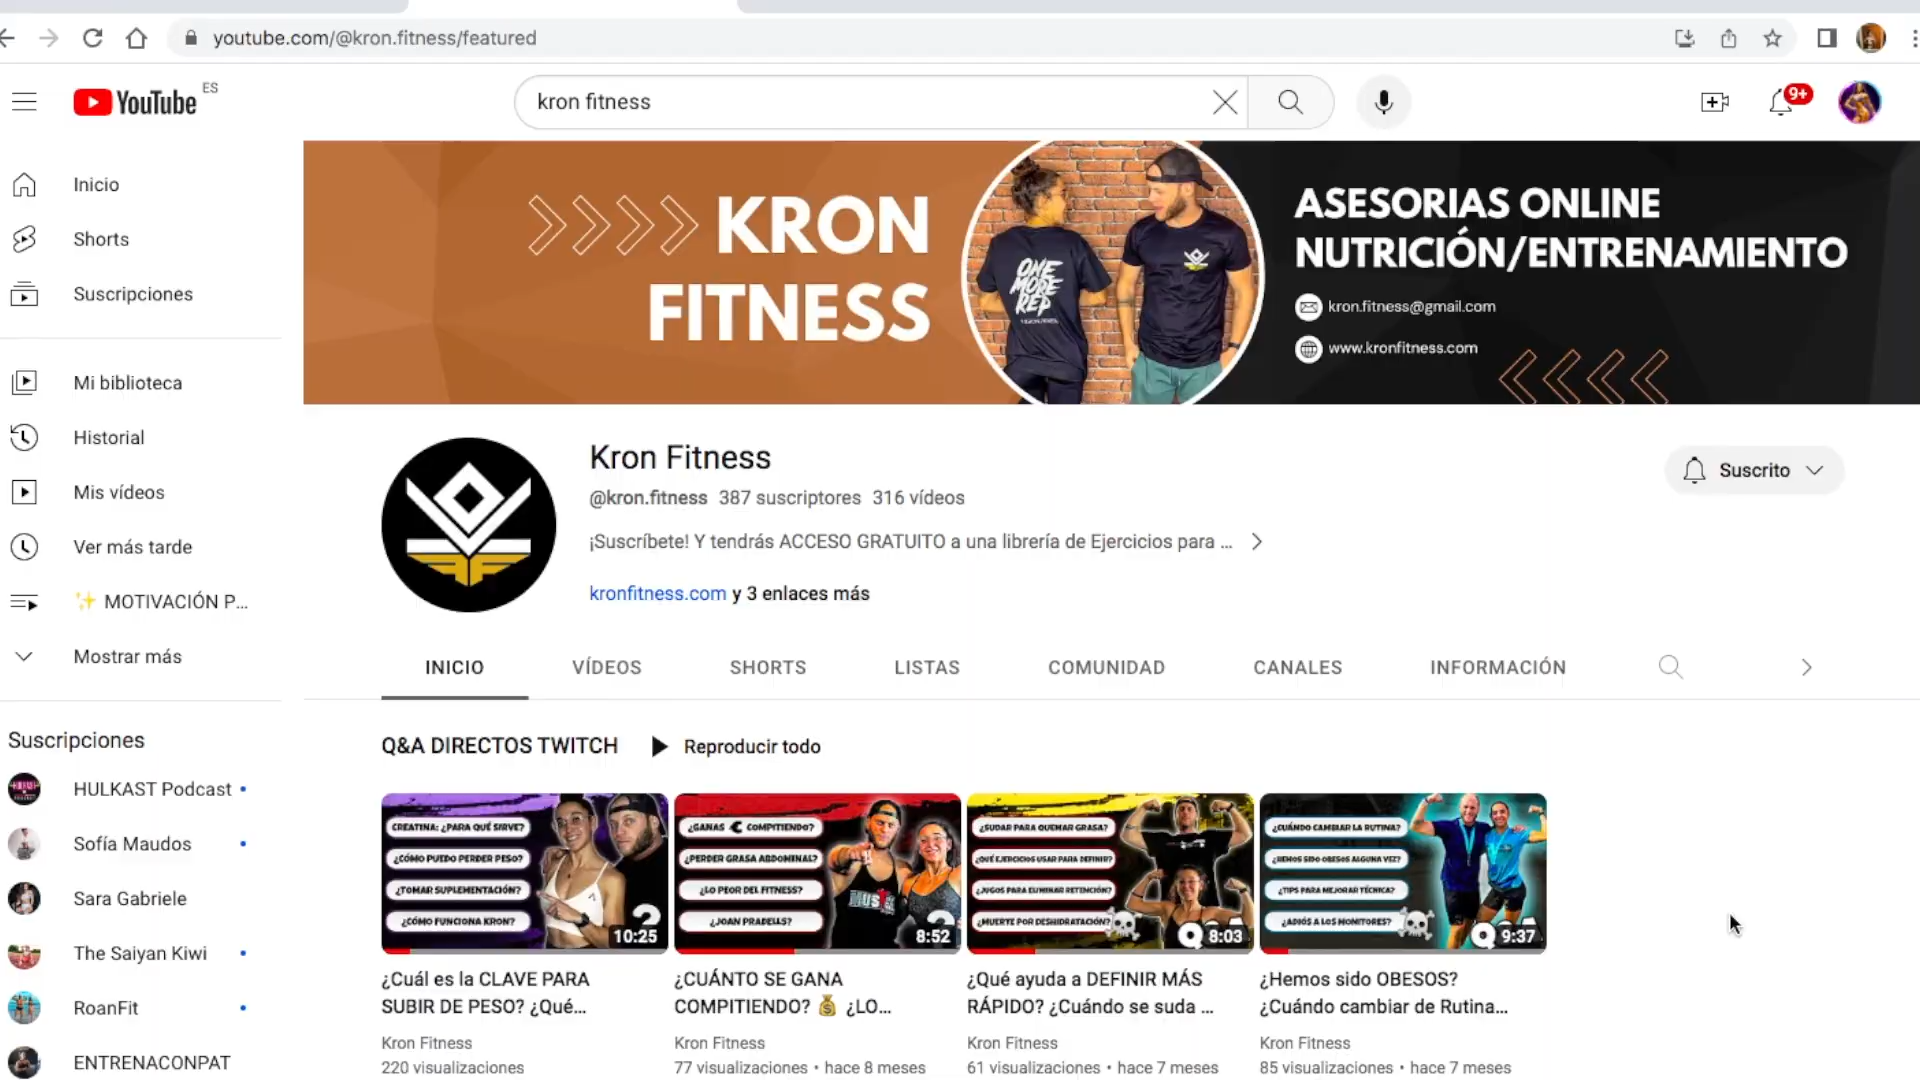 youtube.com/@kron.fitness/featured
YouTube ES
kron fitness
9+
Inicio
Shorts
Suscripciones
Mi biblioteca
Historial
Mis vídeos
Ver más tarde
✨ MOTIVACIÓN P...
Mostrar más
Suscripciones
HULKAST Podcast
Sofía Maudos
Sara Gabriele
The Saiyan Kiwi
RoanFit
ENTRENACONPAT
KRON
FITNESS
ONE
MORE
REP
ASESORIAS ONLINE
NUTRICIÓN/ENTRENAMIENTO
kron.fitness@gmail.com
www.kronfitness.com
Kron Fitness
@kron.fitness 387 suscriptores 316 vídeos
¡Suscríbete! Y tendrás ACCESO GRATUITO a una librería de Ejercicios para ...
kronfitness.com y 3 enlaces más
Suscrito
INICIO VÍDEOS SHORTS LISTAS COMUNIDAD CANALES INFORMACIÓN
Q&A DIRECTOS TWITCH Reproducir todo
CREATINA: ¿PARA QUÉ SIRVE?
¿CÓMO PUEDO PERDER PESO?
¿TOMAR SUPLEMENTACIÓN?
¿CÓMO FUNCIONA KRON?
10:25
¿Cuál es la CLAVE PARA
SUBIR DE PESO? ¿Qué...
Kron Fitness
220 visualizaciones
¿GANAS € COMPITIENDO?
¿PERDER GRASA ABDOMINAL?
¿LO PEOR DEL FITNESS?
¿JOAN PRADELLS?
8:52
¿CUÁNTO SE GANA
COMPITIENDO? 💰 ¿LO...
Kron Fitness
77 visualizaciones • hace 8 meses
¿SUDAR PARA QUEMAR GRASA?
¿QUÉ EJERCICIOS USAR PARA DEFINIR?
¿JUGOS PARA ELIMINAR RETENCIÓN?
¿MUERTE POR DESHIDRATACIÓN?
8:03
¿Qué ayuda a DEFINIR MÁS
RÁPIDO? ¿Cuándo se suda ...
Kron Fitness
61 visualizaciones • hace 7 meses
¿CUÁNDO CAMBIAR LA RUTINA?
¿HEMOS SIDO OBESOS ALGUNA VEZ?
¿TIPS PARA MEJORAR TÉCNICA?
¿ADIÓS A LOS MONITORES?
9:37
¿Hemos sido OBESOS?
¿Cuándo cambiar de Rutina...
Kron Fitness
85 visualizaciones • hace 7 meses